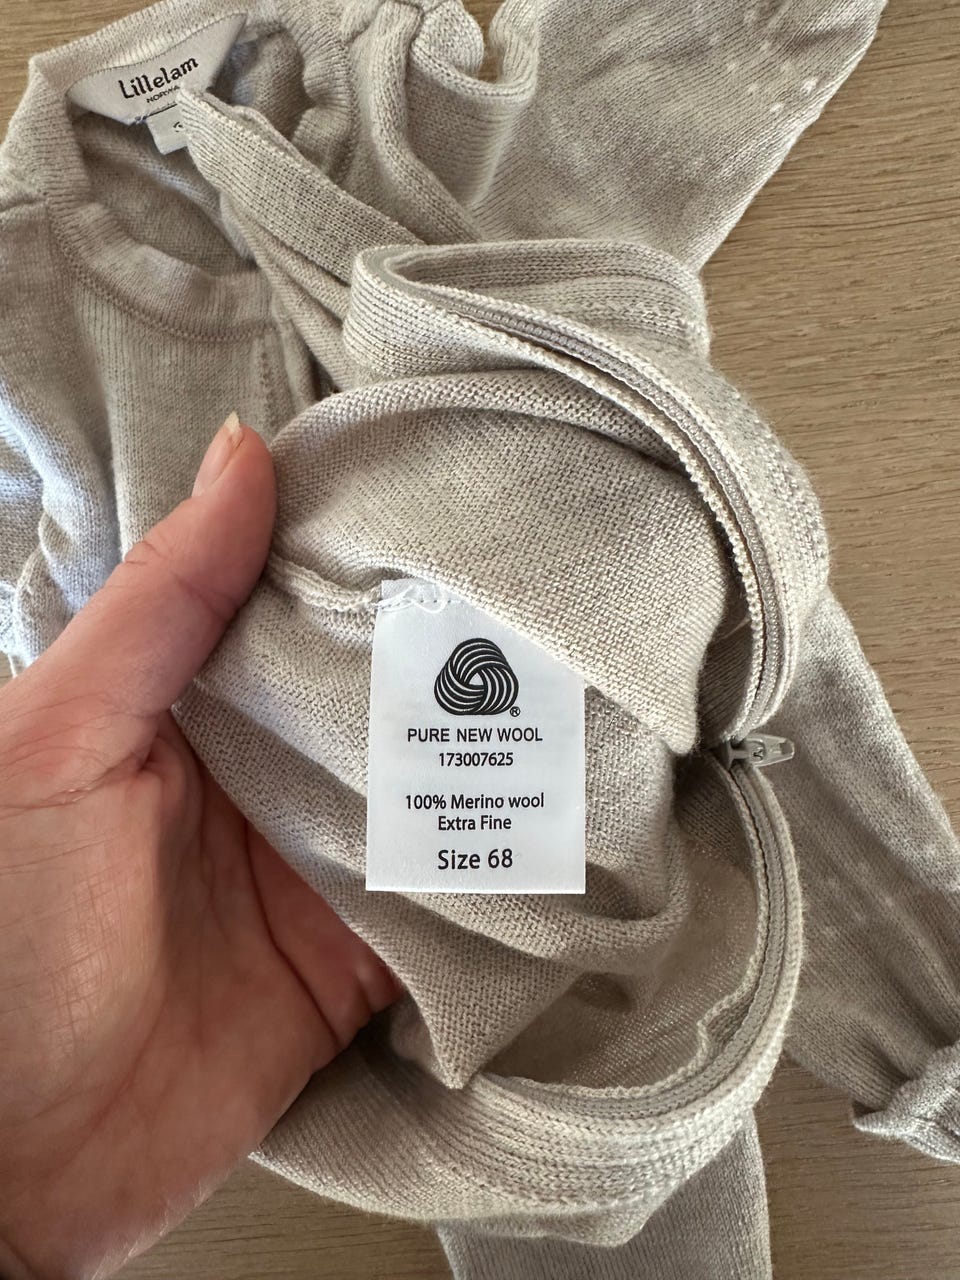 Lillelam
PURE NEW WOOL
173007625
100% Merino wool
Extra Fine
Size 68